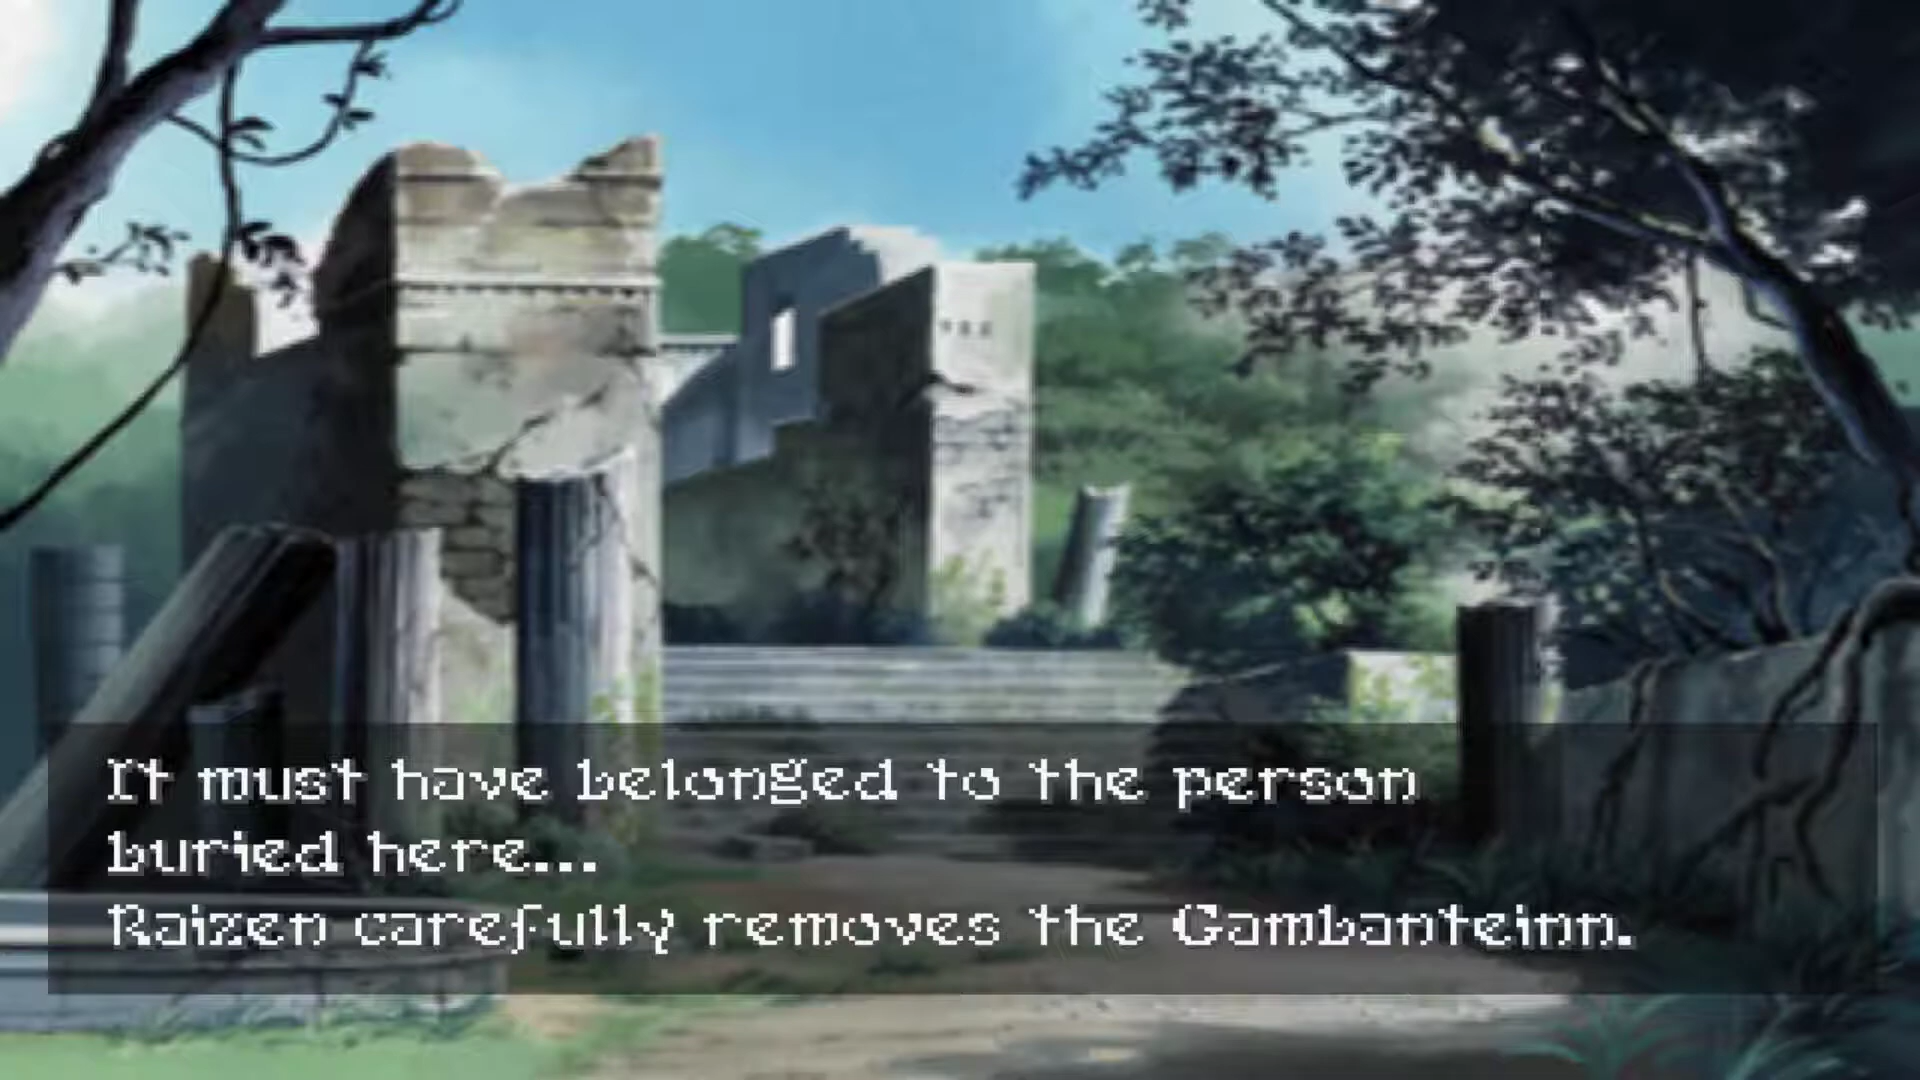 It must have belonged to the person
buried here...
Raizen carefully removes the Gambanteinn.